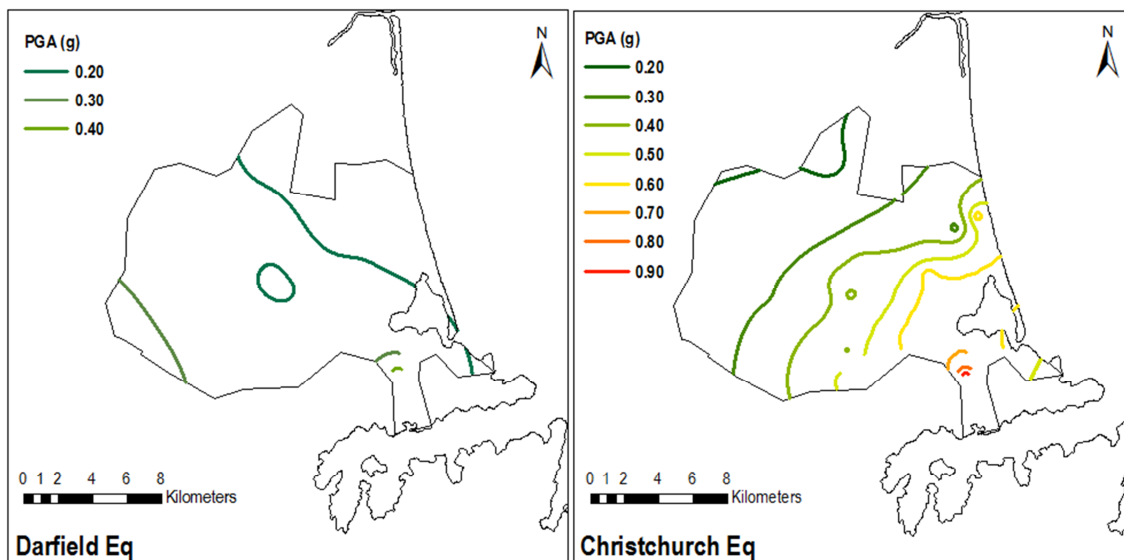 PGA (g)
0.20
0.30
0.40
N
0 1 2 4 6 8
Kilometers
Darfield Eq
PGA (g)
0.20
0.30
0.40
0.50
0.60
0.70
0.80
0.90
N
0 1 2 4 6 8
Kilometers
Christchurch Eq